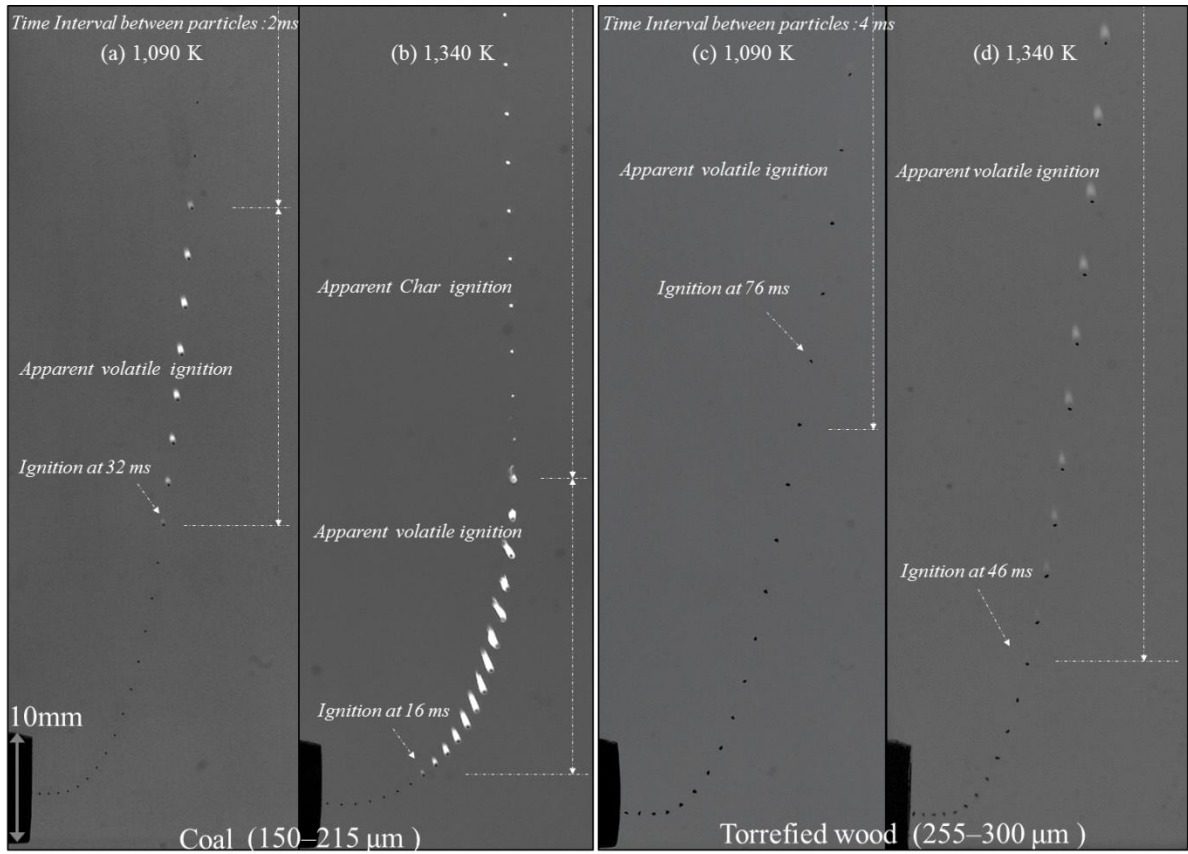 Time Interval between particles :2ms
(a) 1,090 K
(b) 1,340 K
Apparent Char ignition
Apparent volatile ignition
Ignition at 32 ms
Apparent volatile ignition
Ignition at 16 ms
10mm
Coal (150–215 μm )
Time Interval between particles :4 ms
(c) 1,090 K
(d) 1,340 K
Apparent volatile ignition
Apparent volatile ignition
Ignition at 76 ms
Ignition at 46 ms
Torrefied wood (255–300 μm )